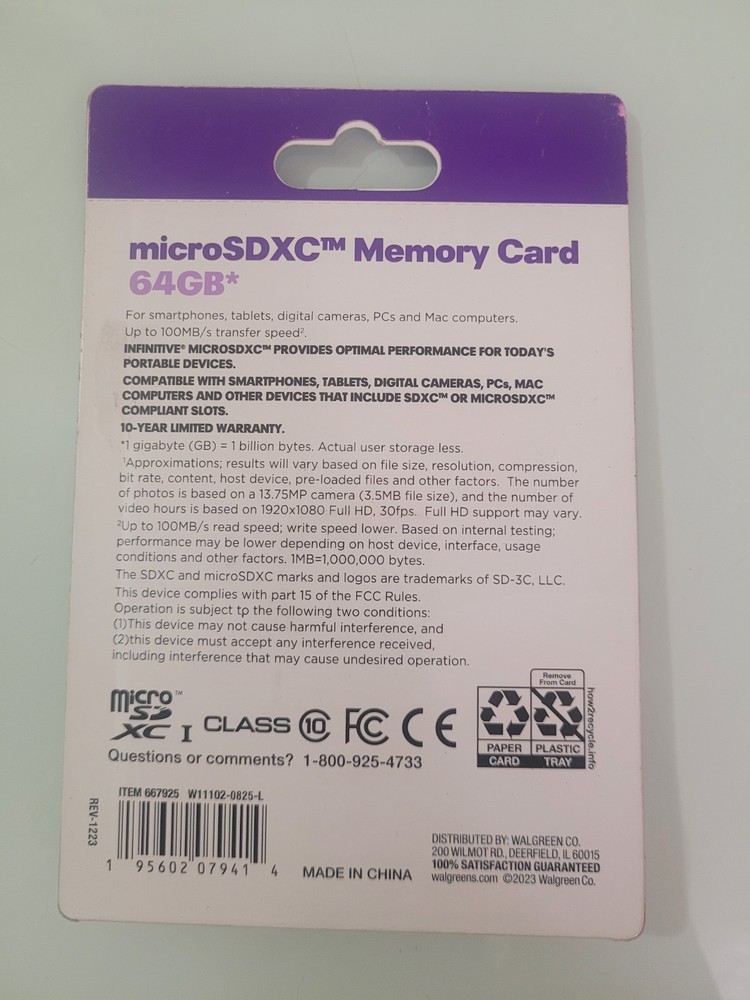 microSDXC™ Memory Card
64GB*
For smartphones, tablets, digital cameras, PCs and Mac computers.
Up to 100MB/s transfer speed².
INFINITIVE® MICROSDXC™ PROVIDES OPTIMAL PERFORMANCE FOR TODAY'S
PORTABLE DEVICES.
COMPATIBLE WITH SMARTPHONES, TABLETS, DIGITAL CAMERAS, PCs, MAC
COMPUTERS AND OTHER DEVICES THAT INCLUDE SDXC™ OR MICROSDXC™
COMPLIANT SLOTS.
10-YEAR LIMITED WARRANTY.
*1 gigabyte (GB) = 1 billion bytes. Actual user storage less.
¹Approximations; results will vary based on file size, resolution, compression,
bit rate, content, host device, pre-loaded files and other factors. The number
of photos is based on a 13.75MP camera (3.5MB file size), and the number of
video hours is based on 1920x1080 Full HD, 30fps. Full HD support may vary.
²Up to 100MB/s read speed; write speed lower. Based on internal testing;
performance may be lower depending on host device, interface, usage
conditions and other factors. 1MB=1,000,000 bytes.
The SDXC and microSDXC marks and logos are trademarks of SD-3C, LLC.
This device complies with part 15 of the FCC Rules.
Operation is subject to the following two conditions:
(1)This device may not cause harmful interference, and
(2)this device must accept any interference received,
including interference that may cause undesired operation.
micro™
SD
XC I CLASS 10 FC CE
Remove
From Card
PAPER PLASTIC
CARD TRAY
how2recycle.info
Questions or comments? 1-800-925-4733
ITEM 667925 W11102-0825-L
REV-1223
1 95602 07941 4
MADE IN CHINA
DISTRIBUTED BY: WALGREEN CO.
200 WILMOT RD., DEERFIELD, IL 60015
100% SATISFACTION GUARANTEED
walgreens.com ©2023 Walgreen Co.